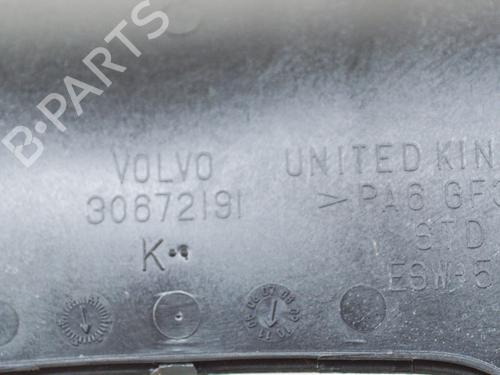 B-PARTS
VOLVO
30672191
K
UNITED KIN
>PA6 GF3
STD
ESW-5